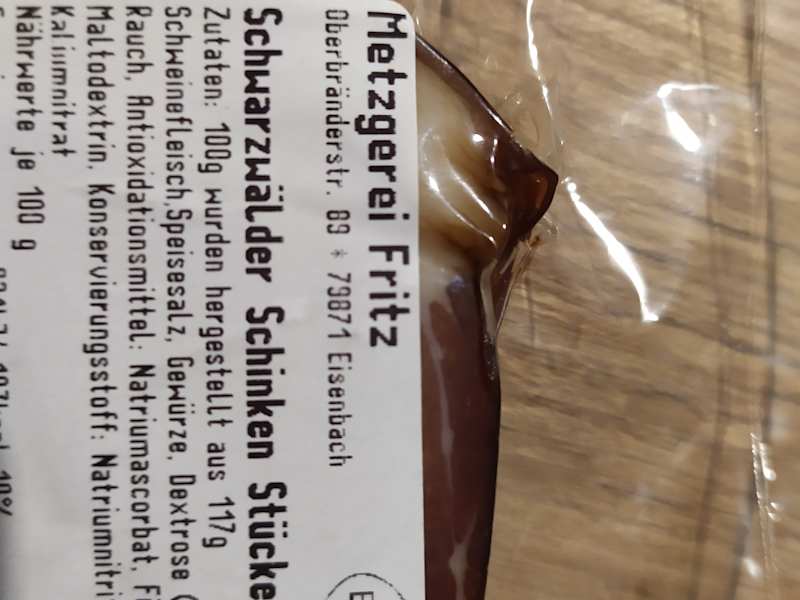 Metzgerei Fritz
Oberbränderstr. 89 * 79871 Eisenbach
Schwarzwälder Schinken Stücke
Zutaten: 100g wurden hergestellt aus 117g
Schweinefleisch,Speisesalz, Gewürze, Dextrose
Rauch, Antioxidationsmittel: Natriumascorbat,
Maltodextrin, Konservierungsstoff: Natriumnitri
Kaliumnitrat
Nährwerte je 100 g